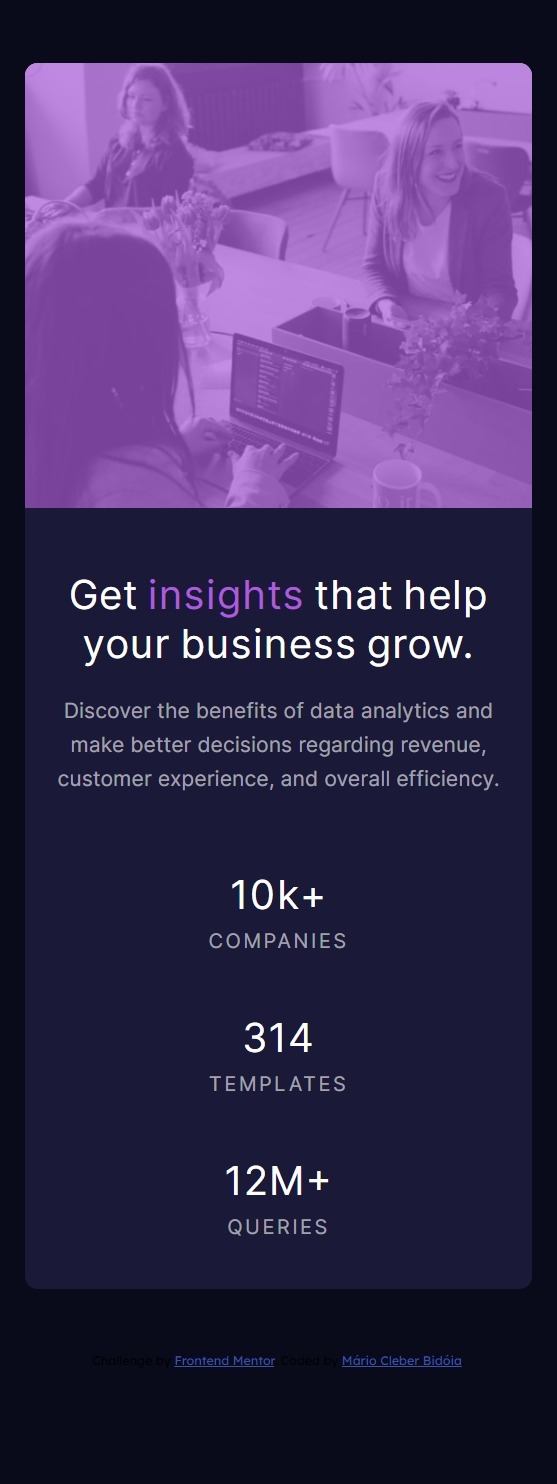 Get insights that help
your business grow.
Discover the benefits of data analytics and
make better decisions regarding revenue,
customer experience, and overall efficiency.
10k+
COMPANIES
314
TEMPLATES
12M+
QUERIES
Challenge by Frontend Mentor. Coded by Mário Cleber Bidóia